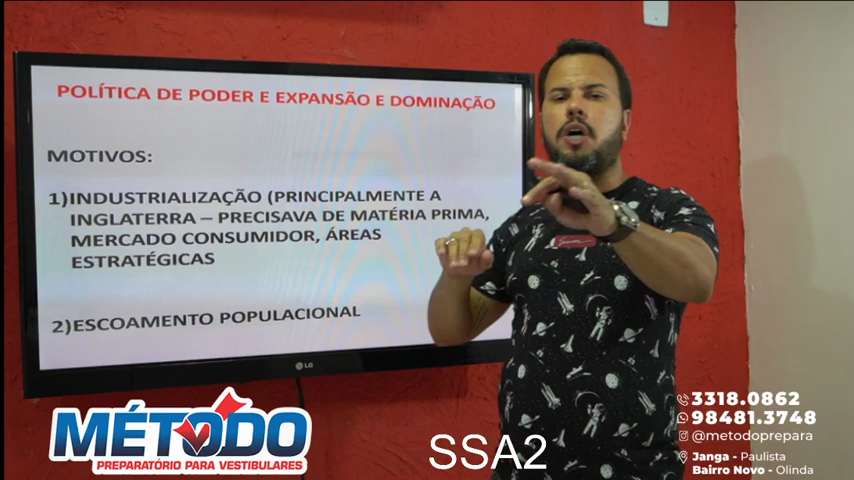 POLÍTICA DE PODER E EXPANSÃO E DOMINAÇÃO
MOTIVOS:
1)INDUSTRIALIZAÇÃO (PRINCIPALMENTE A
INGLATERRA – PRECISAVA DE MATÉRIA PRIMA,
MERCADO CONSUMIDOR, ÁREAS
ESTRATÉGICAS
2)ESCOAMENTO POPULACIONAL
LG
MÉTODO
PREPARATÓRIO PARA VESTIBULARES
SSA2
3318.0862
98481.3748
@metodoprepara
Janga - Paulista
Bairro Novo - Olinda